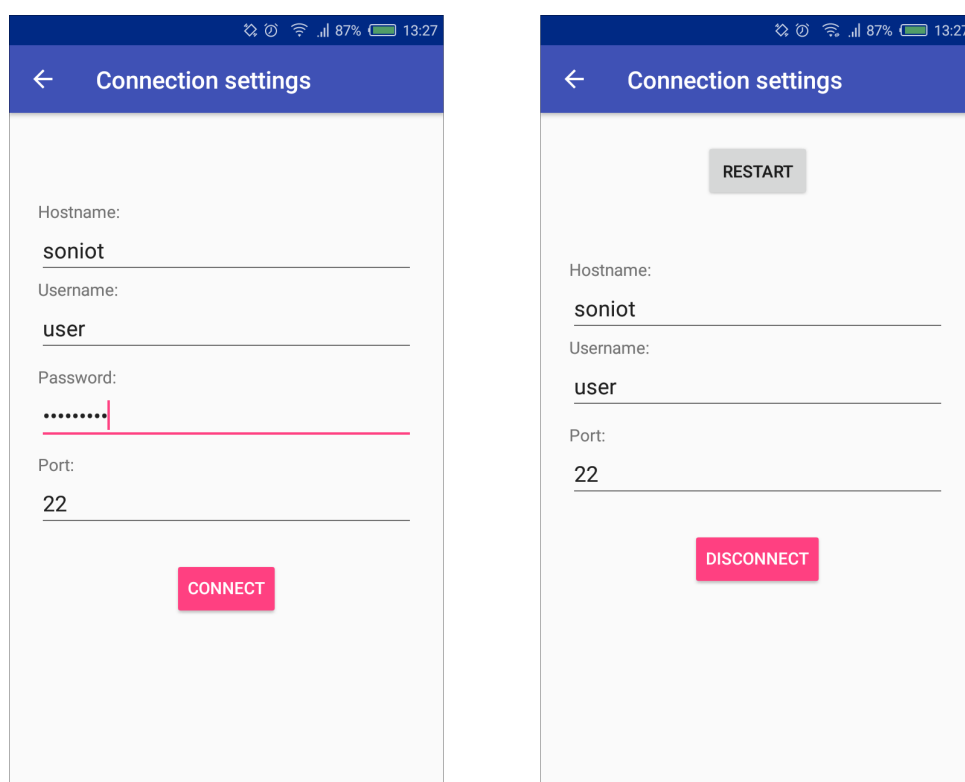 87% 13:27
Connection settings
Hostname:
soniot
Username:
user
Password:
•••••••••
Port:
22
CONNECT
87% 13:27
Connection settings
RESTART
Hostname:
soniot
Username:
user
Port:
22
DISCONNECT